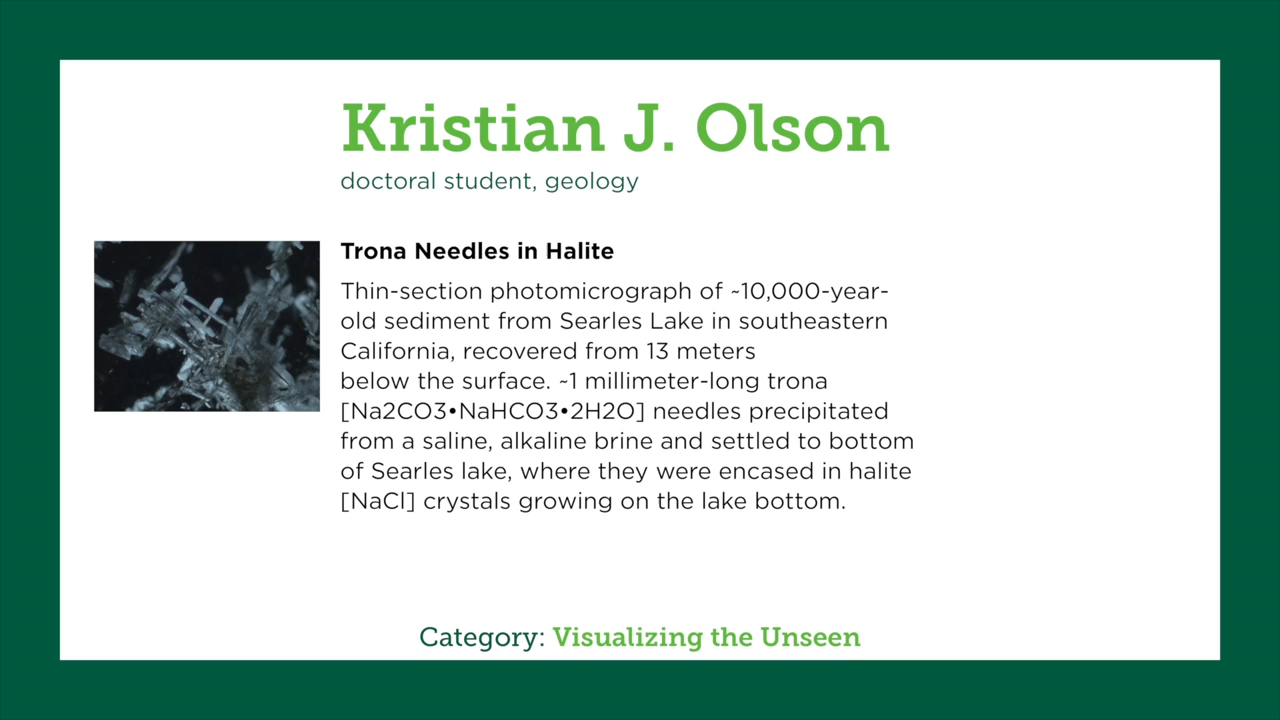 Kristian J. Olson
doctoral student, geology
Trona Needles in Halite
Thin-section photomicrograph of ~10,000-year-
old sediment from Searles Lake in southeastern
California, recovered from 13 meters
below the surface. ~1 millimeter-long trona
[Na2CO3•NaHCO3•2H2O] needles precipitated
from a saline, alkaline brine and settled to bottom
of Searles lake, where they were encased in halite
[NaCl] crystals growing on the lake bottom.
Category: Visualizing the Unseen